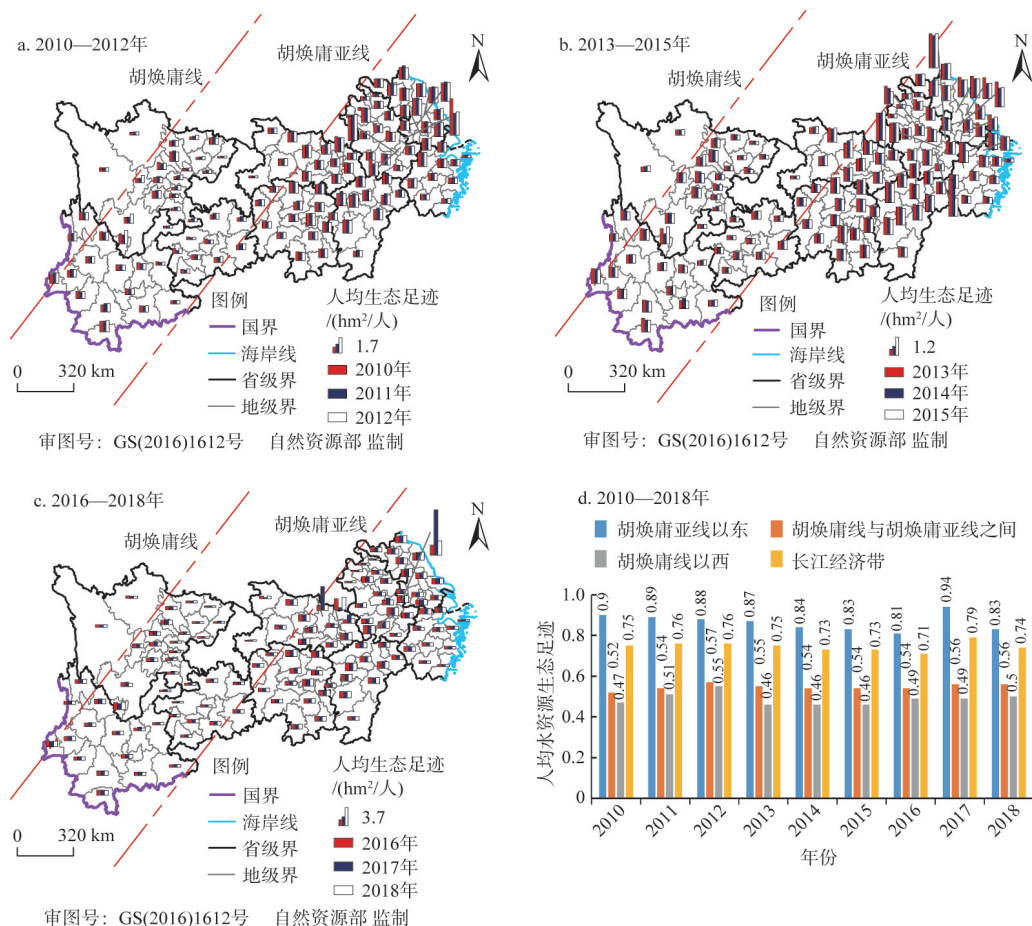 a. 2010—2012年
胡焕庸线
胡焕庸亚线
N
图例
国界
海岸线
省级界
地级界
人均生态足迹
/(hm²/人)
1.7
2010年
2011年
2012年
0 320 km
审图号：GS(2016)1612号 自然资源部 监制
b. 2013—2015年
胡焕庸线
胡焕庸亚线
N
图例
国界
海岸线
省级界
地级界
人均生态足迹
/(hm²/人)
1.2
2013年
2014年
2015年
0 320 km
审图号：GS(2016)1612号 自然资源部 监制
c. 2016—2018年
胡焕庸线
胡焕庸亚线
N
图例
国界
海岸线
省级界
地级界
人均生态足迹
/(hm²/人)
3.7
2016年
2017年
2018年
0 320 km
审图号：GS(2016)1612号 自然资源部 监制
d. 2010—2018年
胡焕庸亚线以东 胡焕庸线与胡焕庸亚线之间
胡焕庸线以西 长江经济带
人均水资源生态足迹
1.0
0.8
0.6
0.4
0.2
0
0.9 0.52 0.47 0.75
0.89 0.54 0.51 0.76
0.88 0.57 0.55 0.76
0.87 0.55 0.46 0.75
0.84 0.54 0.46 0.73
0.83 0.54 0.46 0.73
0.81 0.54 0.49 0.71
0.94 0.56 0.49 0.79
0.83 0.56 0.5 0.74
2010 2011 2012 2013 2014 2015 2016 2017 2018
年份